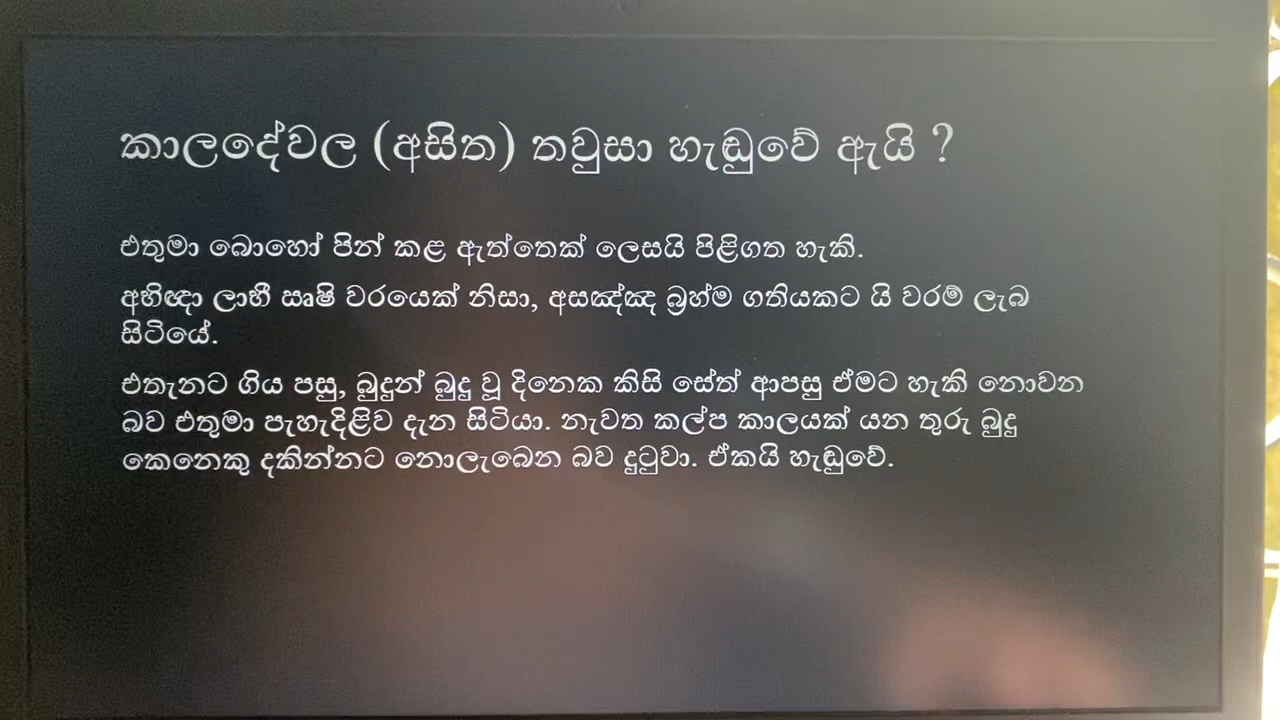 කාලදේවල (අසිත) තවුසා හැඬුවේ ඇයි ?
එතුමා බොහෝ පින් කළ ඇත්තෙක් ලෙසයි පිළිගත හැකි.
අභිඥා ලාභී ඍෂි වරයෙක් නිසා, අසඤ්ඤ බ්‍රහ්ම ගතියකට යි වරම් ලැබ
සිටියේ.
එතැනට ගිය පසු, බුදුන් බුදු වූ දිනෙක කිසි සේත් ආපසු ඒමට හැකි නොවන
බව එතුමා පැහැදිළිව දැන සිටියා. නැවත කල්ප කාලයක් යන තුරු බුදු
කෙනෙකු දකින්නට නොලැබෙන බව දුටුවා. ඒකයි හැඬුවේ.